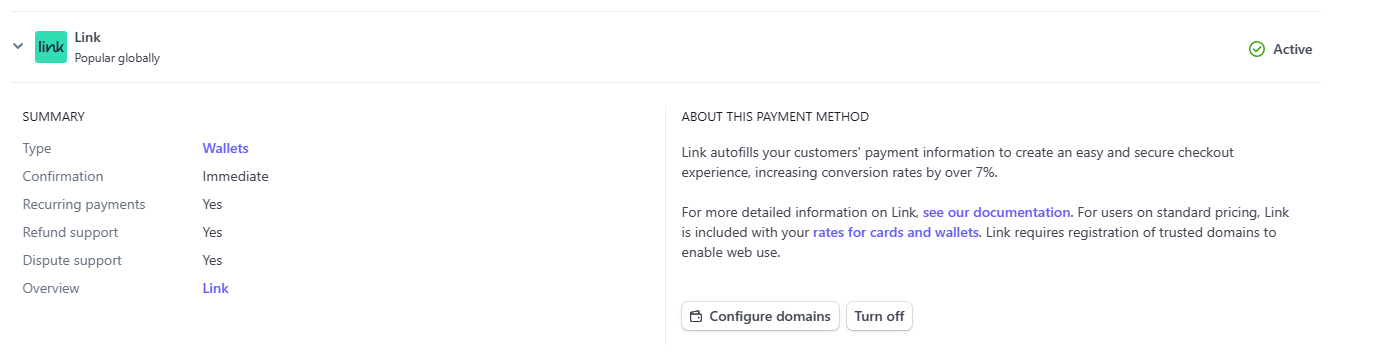 link
Link
Popular globally
Active
SUMMARY
Type Wallets
Confirmation Immediate
Recurring payments Yes
Refund support Yes
Dispute support Yes
Overview Link
ABOUT THIS PAYMENT METHOD
Link autofills your customers' payment information to create an easy and secure checkout
experience, increasing conversion rates by over 7%.
For more detailed information on Link, see our documentation. For users on standard pricing, Link
is included with your rates for cards and wallets. Link requires registration of trusted domains to
enable web use.
Configure domains Turn off